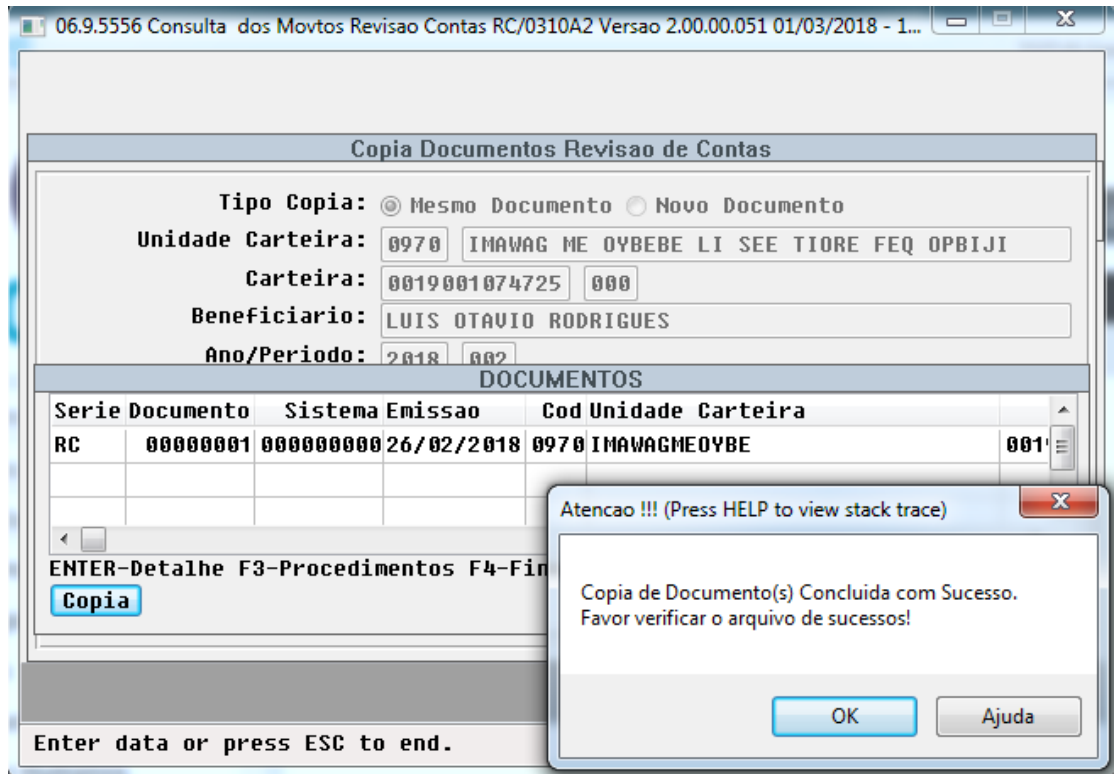 06.9.5556 Consulta dos Movtos Revisao Contas RC/0310A2 Versao 2.00.00.051 01/03/2018 - 1...
Copia Documentos Revisao de Contas
Tipo Copia: Mesmo Documento Novo Documento
Unidade Carteira: 0970 IMAWAG ME OYBEBE LI SEE TIORE FEQ OPBIJI
Carteira: 0019001074725 000
Beneficiario: LUIS OTAVIO RODRIGUES
Ano/Periodo: 2018 002
DOCUMENTOS
Serie Documento Sistema Emissao Cod Unidade Carteira
RC 00000001 000000000 26/02/2018 0970 IMAWAGMEOYBE 001
ENTER-Detalhe F3-Procedimentos F4-Fin
Copia
Atencao !!! (Press HELP to view stack trace)
Copia de Documento(s) Concluida com Sucesso.
Favor verificar o arquivo de sucessos!
OK Ajuda
Enter data or press ESC to end.